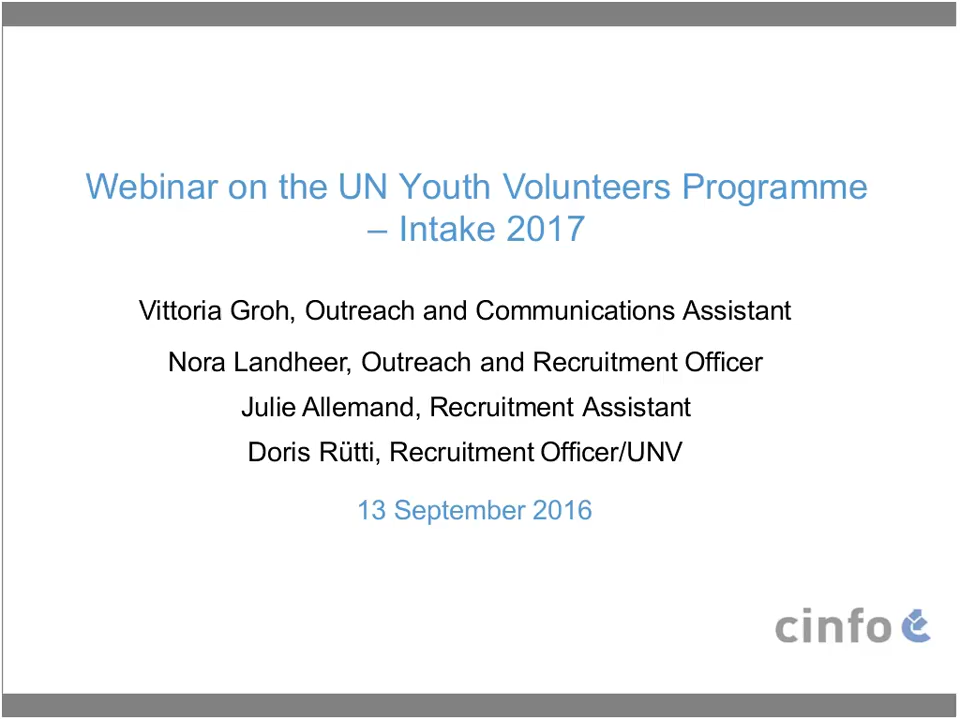 Webinar on the UN Youth Volunteers Programme
– Intake 2017
Vittoria Groh, Outreach and Communications Assistant
Nora Landheer, Outreach and Recruitment Officer
Julie Allemand, Recruitment Assistant
Doris Rütti, Recruitment Officer/UNV
13 September 2016
cinfo